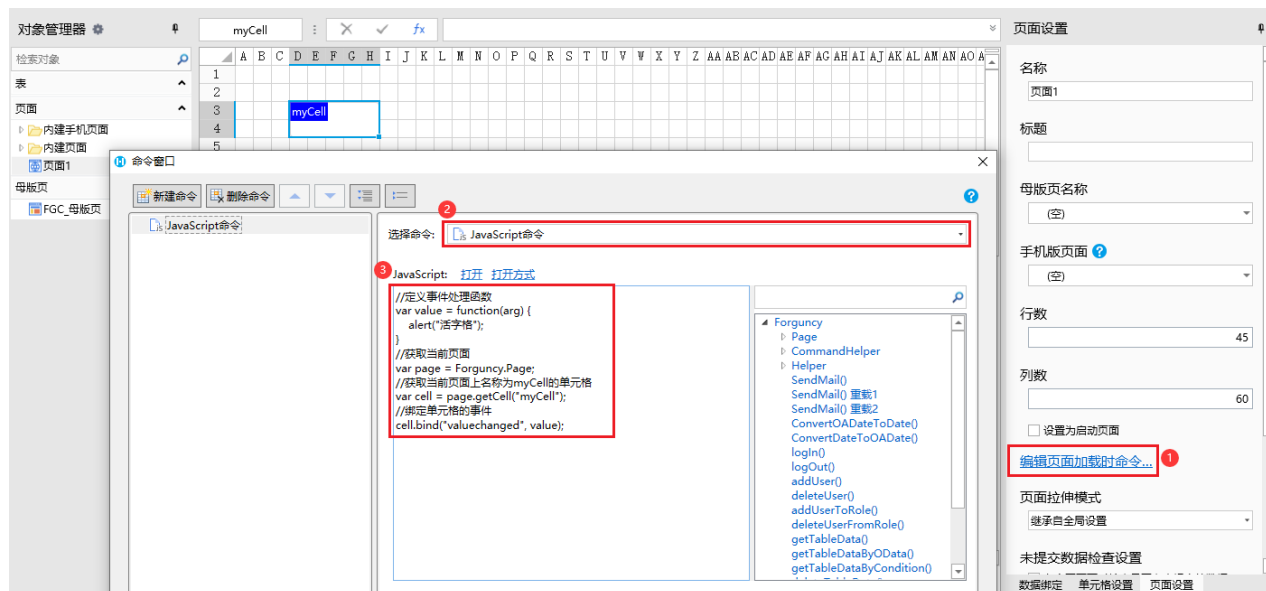 对象管理器
myCell
fx
页面设置
检索对象
A B C D E F G H I J K L M N O P Q R S T U V W X Y Z AA AB AC AD AE AF AG AH AI AJ AK AL AM AN AO A
表
页面
内建手机页面
内建页面
页面1
母版页
FGC_母版页
1
2
3
4
5
myCell
命令窗口
新建命令
删除命令
JavaScript命令
2
选择命令:
JavaScript命令
3
JavaScript: 打开 打开方式
//定义事件处理函数
var value = function(arg) {
alert("活字格");
}
//获取当前页面
var page = Forguncy.Page;
//获取当前页面上名称为myCell的单元格
var cell = page.getCell("myCell");
//绑定单元格的事件
cell.bind("valuechanged", value);
Forguncy
Page
CommandHelper
Helper
SendMail()
SendMail() 重载1
SendMail() 重载2
ConvertOADateToDate()
ConvertDateToOADate()
logIn()
logOut()
addUser()
deleteUser()
addUserToRole()
deleteUserFromRole()
getTableData()
getTableDataByOData()
getTableDataByCondition()
名称
页面1
标题
母版页名称
(空)
手机版页面
(空)
行数
45
列数
60
设置为启动页面
编辑页面加载时命令...
1
页面拉伸模式
继承自全局设置
未提交数据检查设置
数据绑定 单元格设置 页面设置